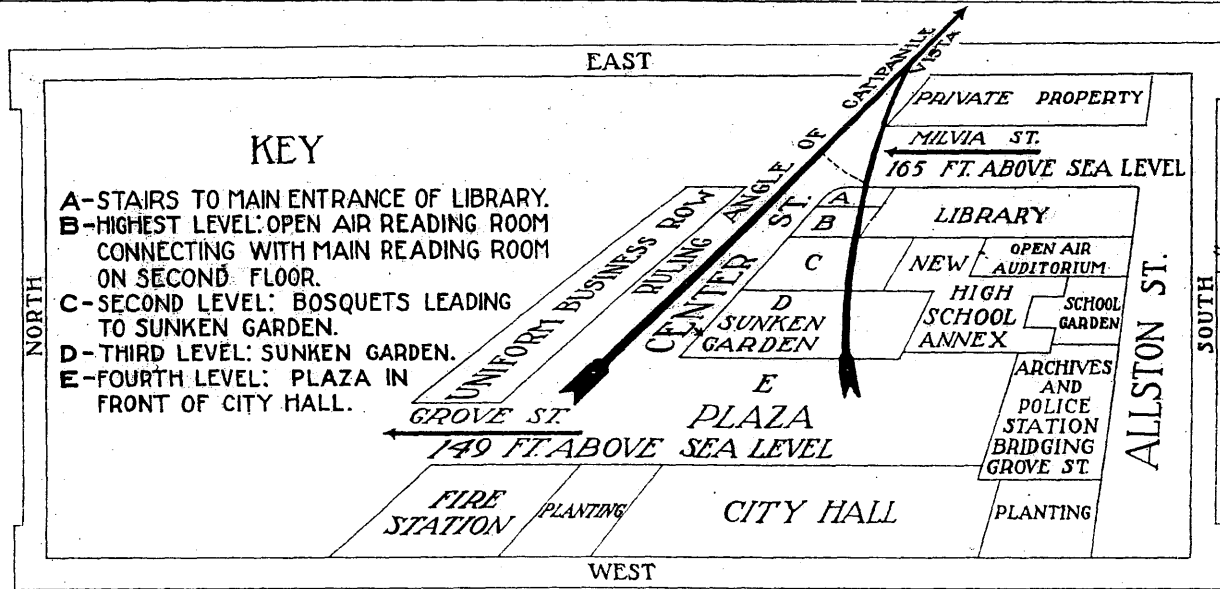 EAST
CAMPANILE
VISTA
RULING ANGLE OF
PRIVATE PROPERTY
MILVIA ST.
165 FT. ABOVE SEA LEVEL
KEY
A-STAIRS TO MAIN ENTRANCE OF LIBRARY.
B-HIGHEST LEVEL: OPEN AIR READING ROOM
CONNECTING WITH MAIN READING ROOM
ON SECOND FLOOR.
C-SECOND LEVEL: BOSQUETS LEADING
TO SUNKEN GARDEN.
D-THIRD LEVEL: SUNKEN GARDEN.
E-FOURTH LEVEL: PLAZA IN
FRONT OF CITY HALL.
NORTH
UNIFORM BUSINESS ROW
CENTER ST.
A
B
LIBRARY
C
NEW
HIGH
SCHOOL
ANNEX
OPEN AIR
AUDITORIUM
SCHOOL
GARDEN
D
SUNKEN
GARDEN
ALLSTON ST.
SOUTH
E
PLAZA
GROVE ST.
149 FT. ABOVE SEA LEVEL
ARCHIVES
AND
POLICE
STATION
BRIDGING
GROVE ST.
FIRE
STATION
PLANTING
CITY HALL
PLANTING
WEST